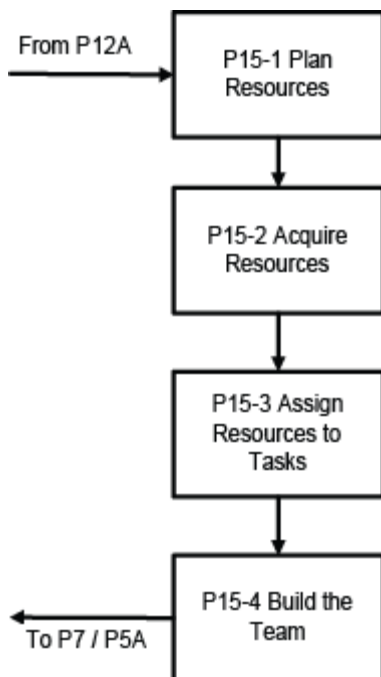 From P12A
P15-1 Plan
Resources
P15-2 Acquire
Resources
P15-3 Assign
Resources to
Tasks
P15-4 Build the
Team
To P7 / P5A